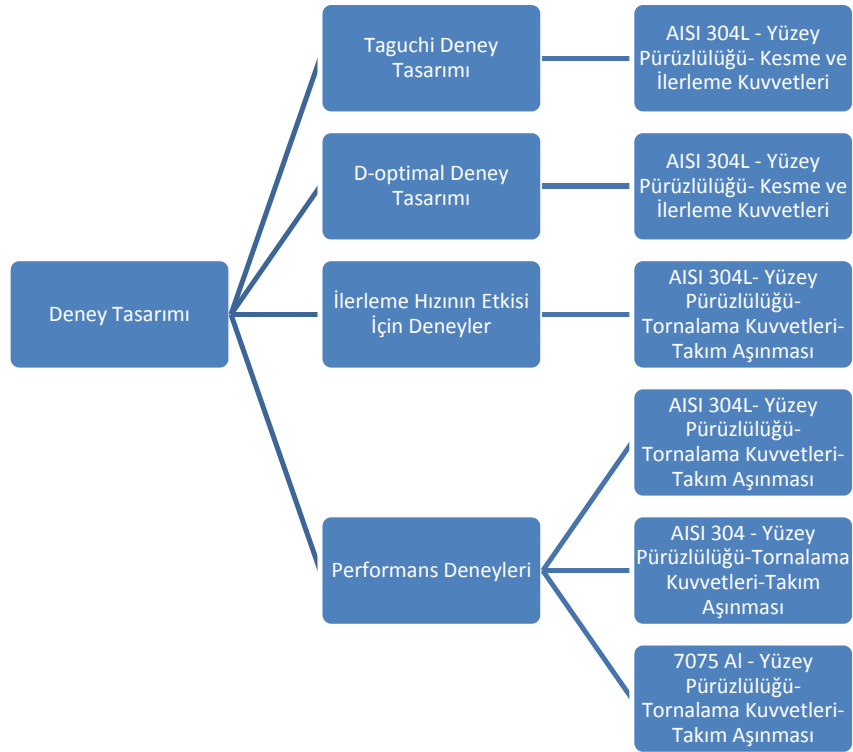 Taguchi Deney
Tasarımı
AISI 304L - Yüzey
Pürüzlülüğü- Kesme ve
İlerleme Kuvvetleri
D-optimal Deney
Tasarımı
AISI 304L - Yüzey
Pürüzlülüğü- Kesme ve
İlerleme Kuvvetleri
Deney Tasarımı
İlerleme Hızının Etkisi
İçin Deneyler
AISI 304L- Yüzey
Pürüzlülüğü-
Tornalama Kuvvetleri-
Takım Aşınması
Performans Deneyleri
AISI 304L- Yüzey
Pürüzlülüğü-
Tornalama Kuvvetleri-
Takım Aşınması
AISI 304 - Yüzey
Pürüzlülüğü-Tornalama
Kuvvetleri-Takım
Aşınması
7075 Al - Yüzey
Pürüzlülüğü-
Tornalama Kuvvetleri-
Takım Aşınması